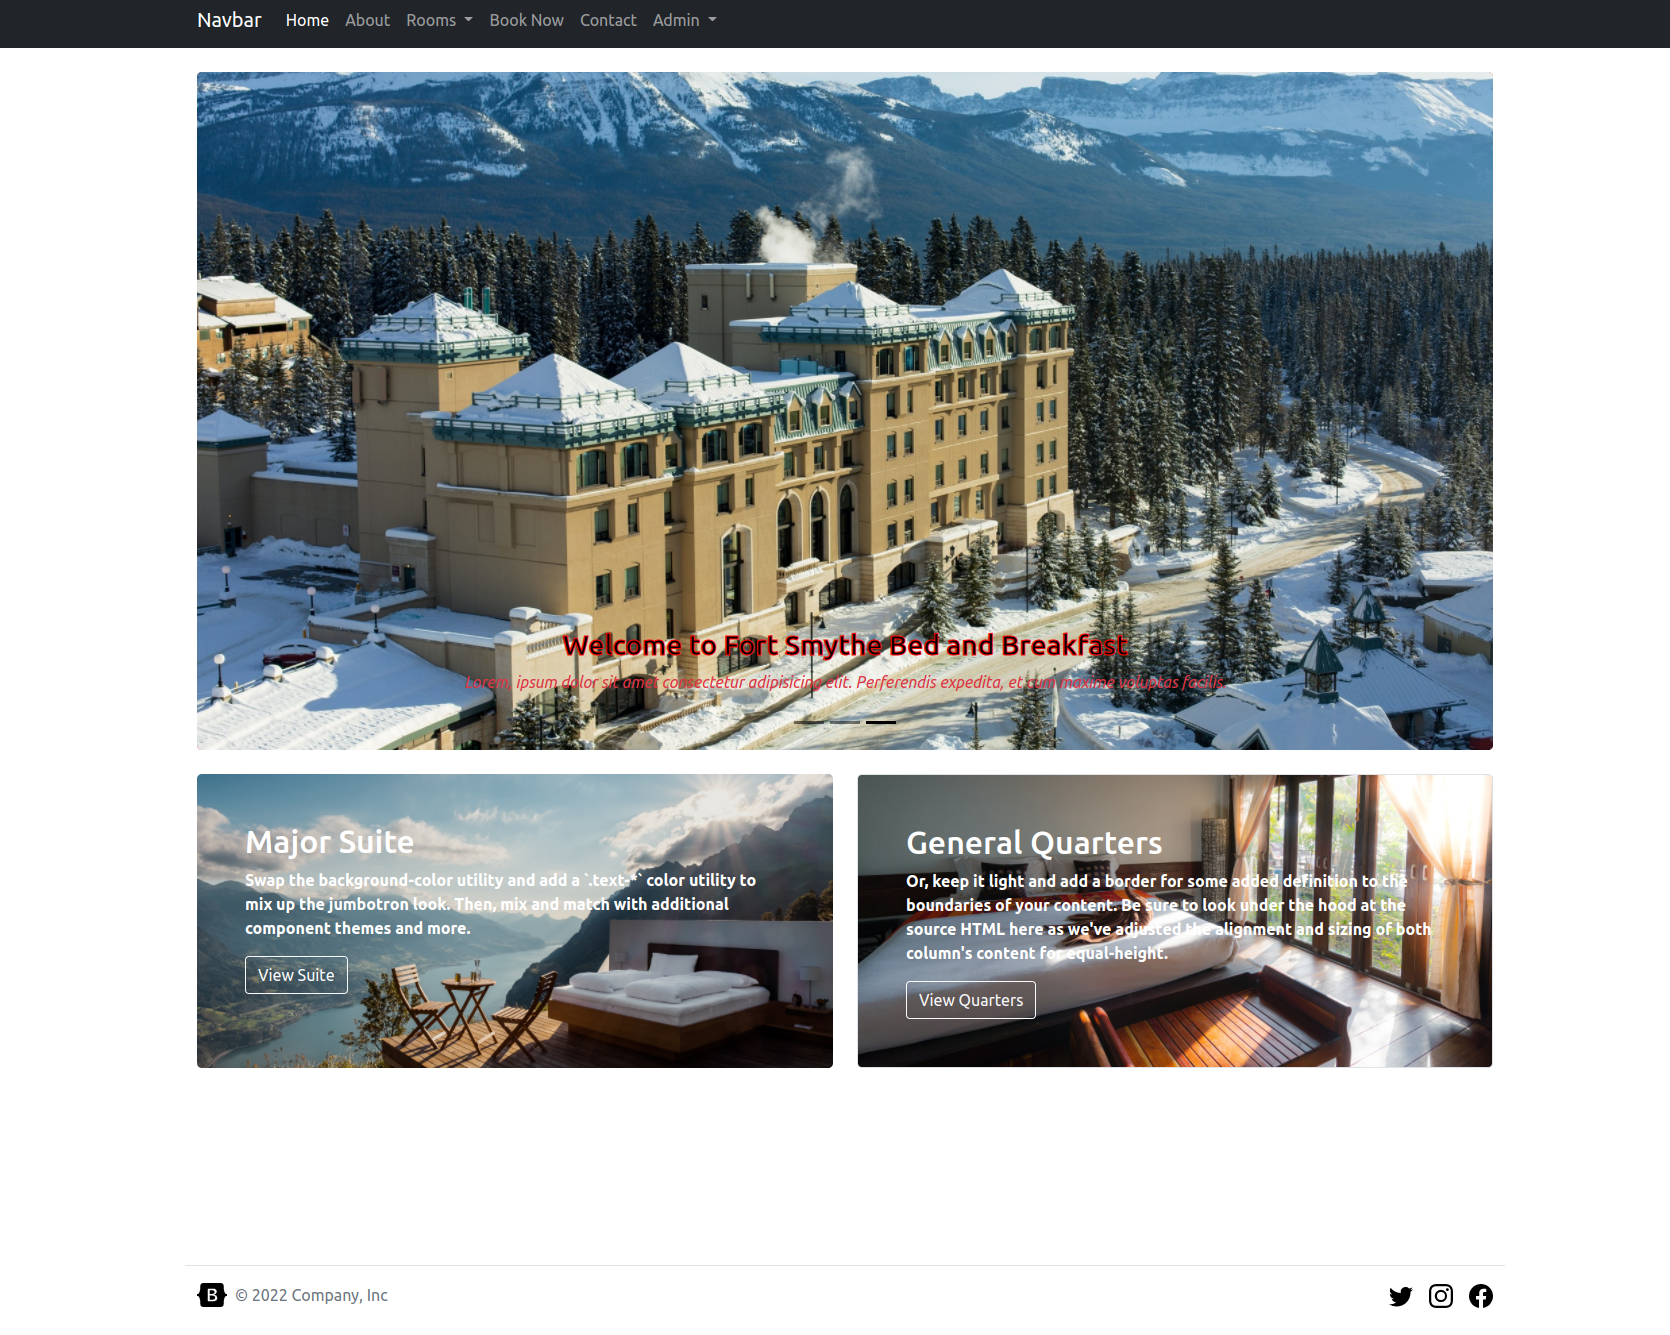 Navbar Home About Rooms Book Now Contact Admin
Welcome to Fort Smythe Bed and Breakfast
Lorem, ipsum dolor sit amet consectetur adipisicing elit. Perferendis expedita, et cum maxime voluptas facilis.
Major Suite
Swap the background-color utility and add a `.text-*` color utility to
mix up the jumbotron look. Then, mix and match with additional
component themes and more.
View Suite
General Quarters
Or, keep it light and add a border for some added definition to the
boundaries of your content. Be sure to look under the hood at the
source HTML here as we've adjusted the alignment and sizing of both
column's content for equal-height.
View Quarters
B © 2022 Company, Inc